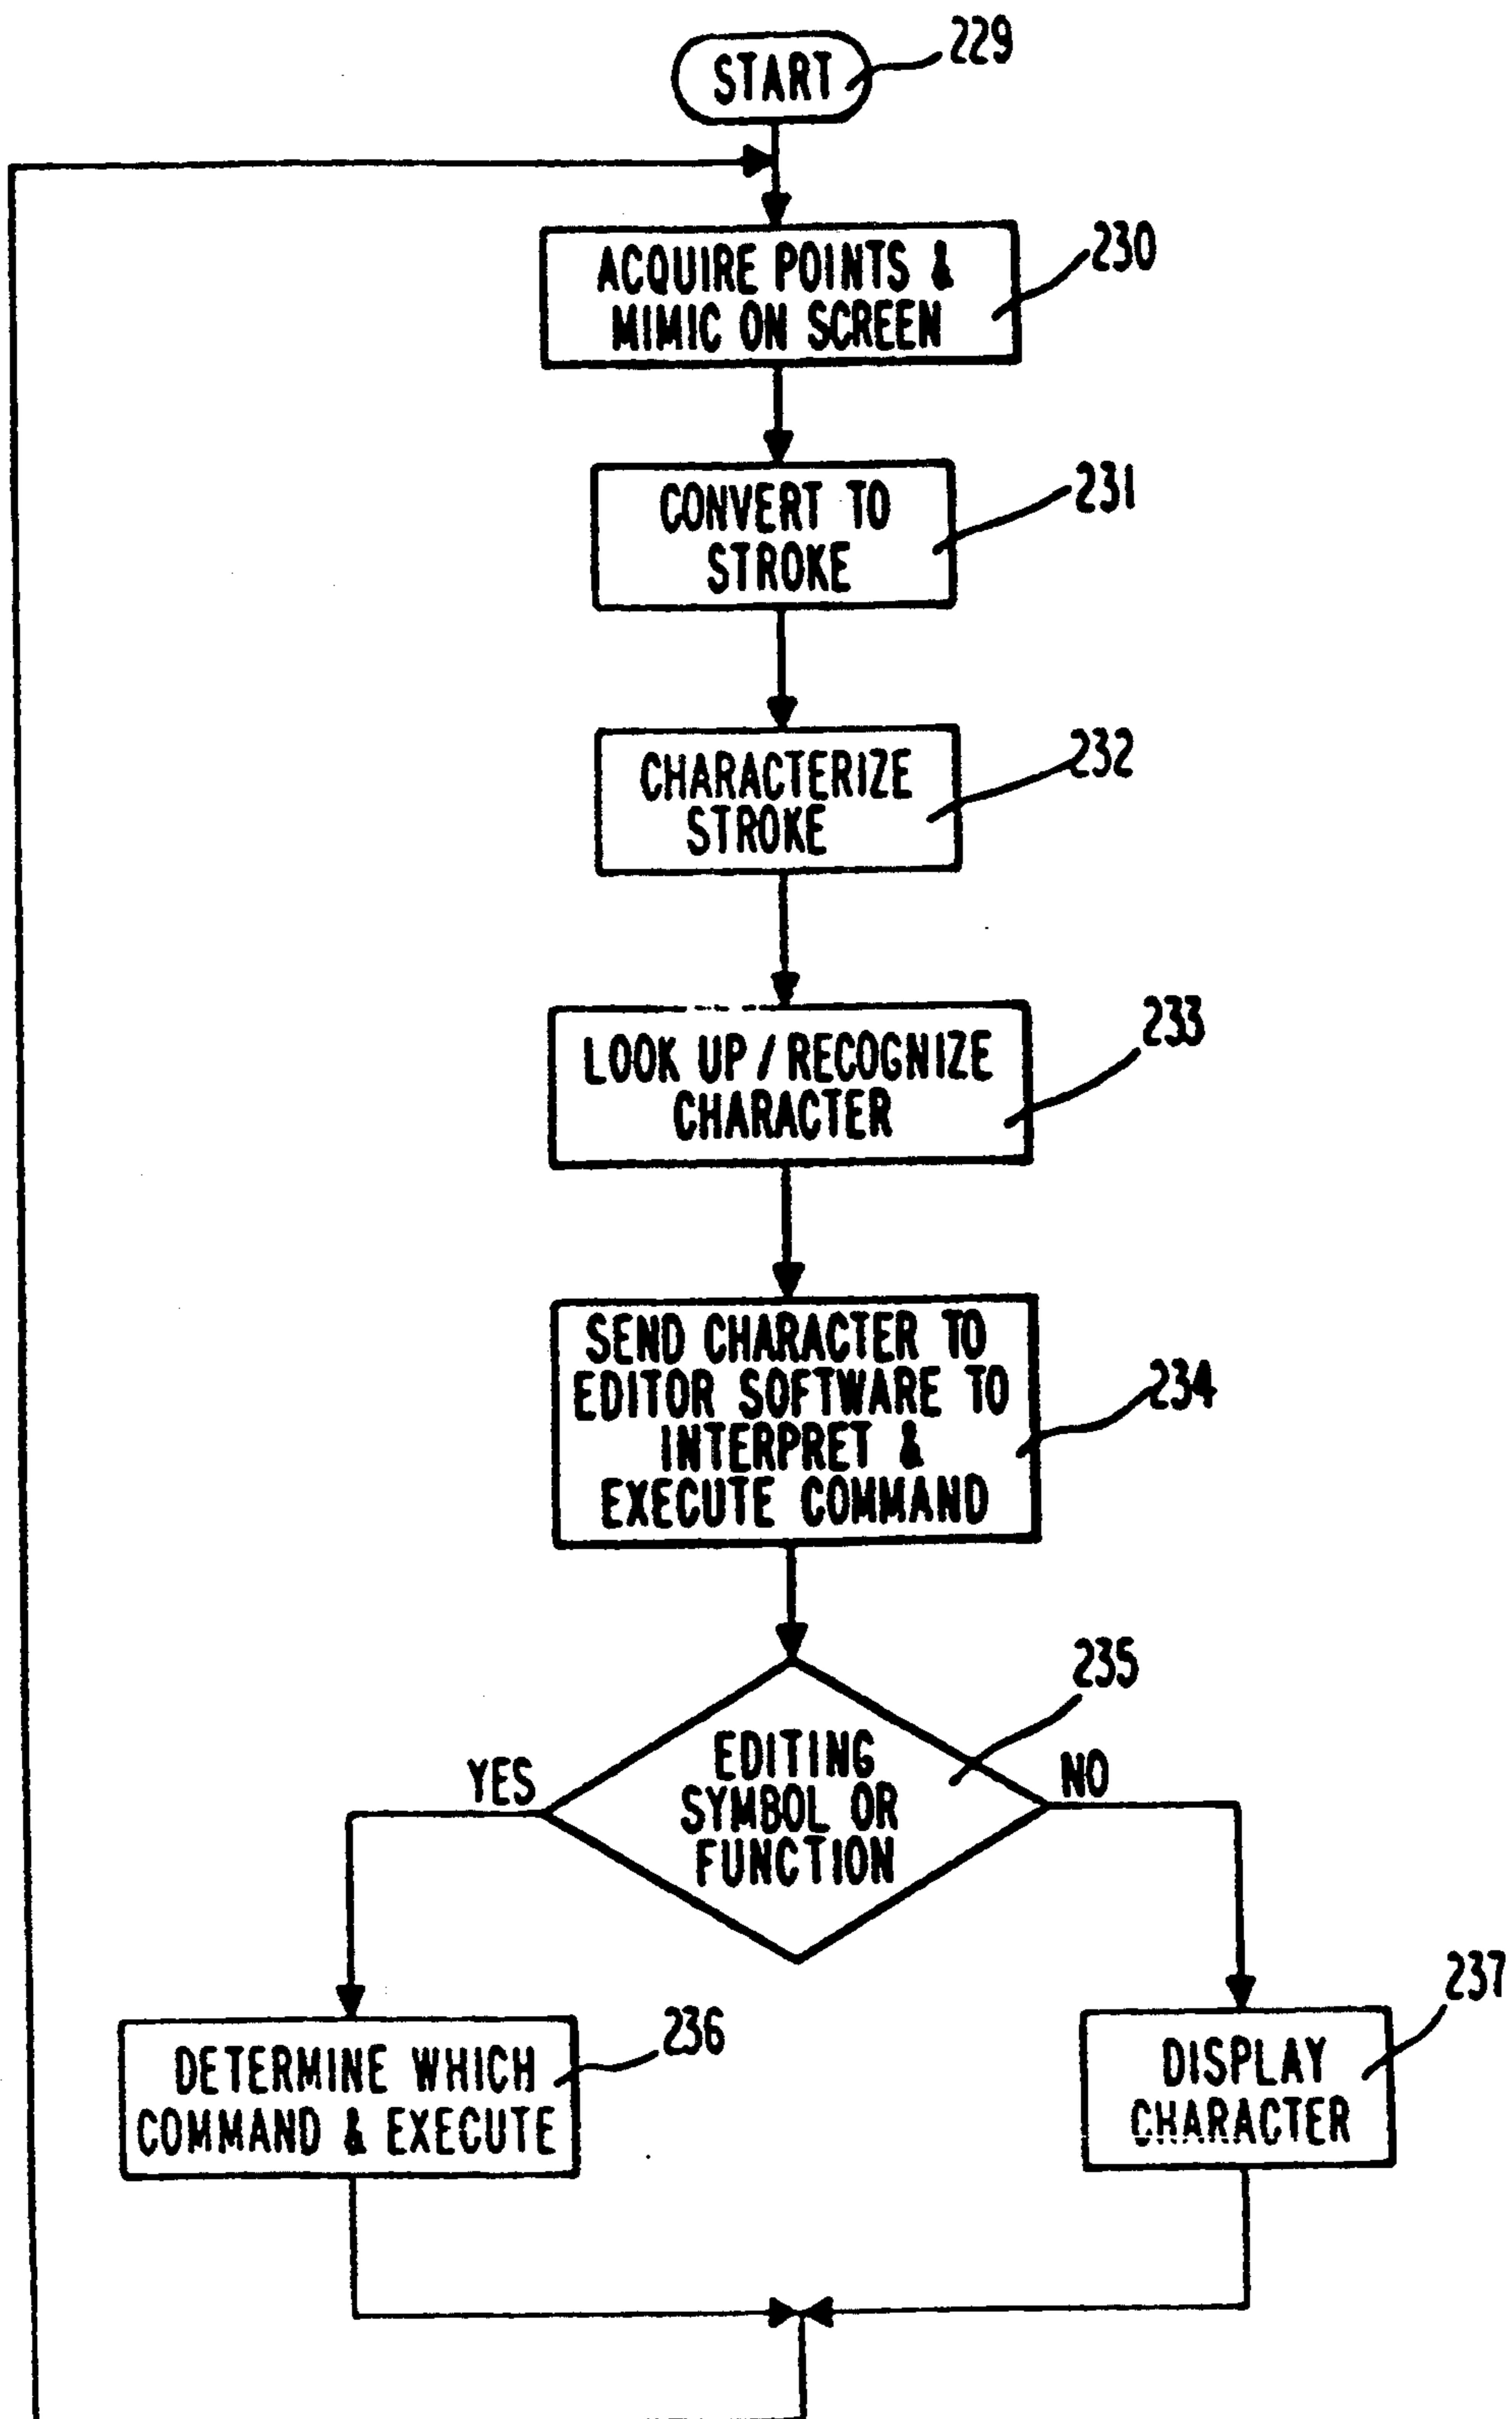 START
229
ACQUIRE POINTS &
MIMIC ON SCREEN
230
CONVERT TO
STROKE
231
CHARACTERIZE
STROKE
232
LOOK UP / RECOGNIZE
CHARACTER
233
SEND CHARACTER TO
EDITOR SOFTWARE TO
INTERPRET &
EXECUTE COMMAND
234
EDITING
SYMBOL OR
FUNCTION
235
YES
NO
DETERMINE WHICH
COMMAND & EXECUTE
236
DISPLAY
CHARACTER
237